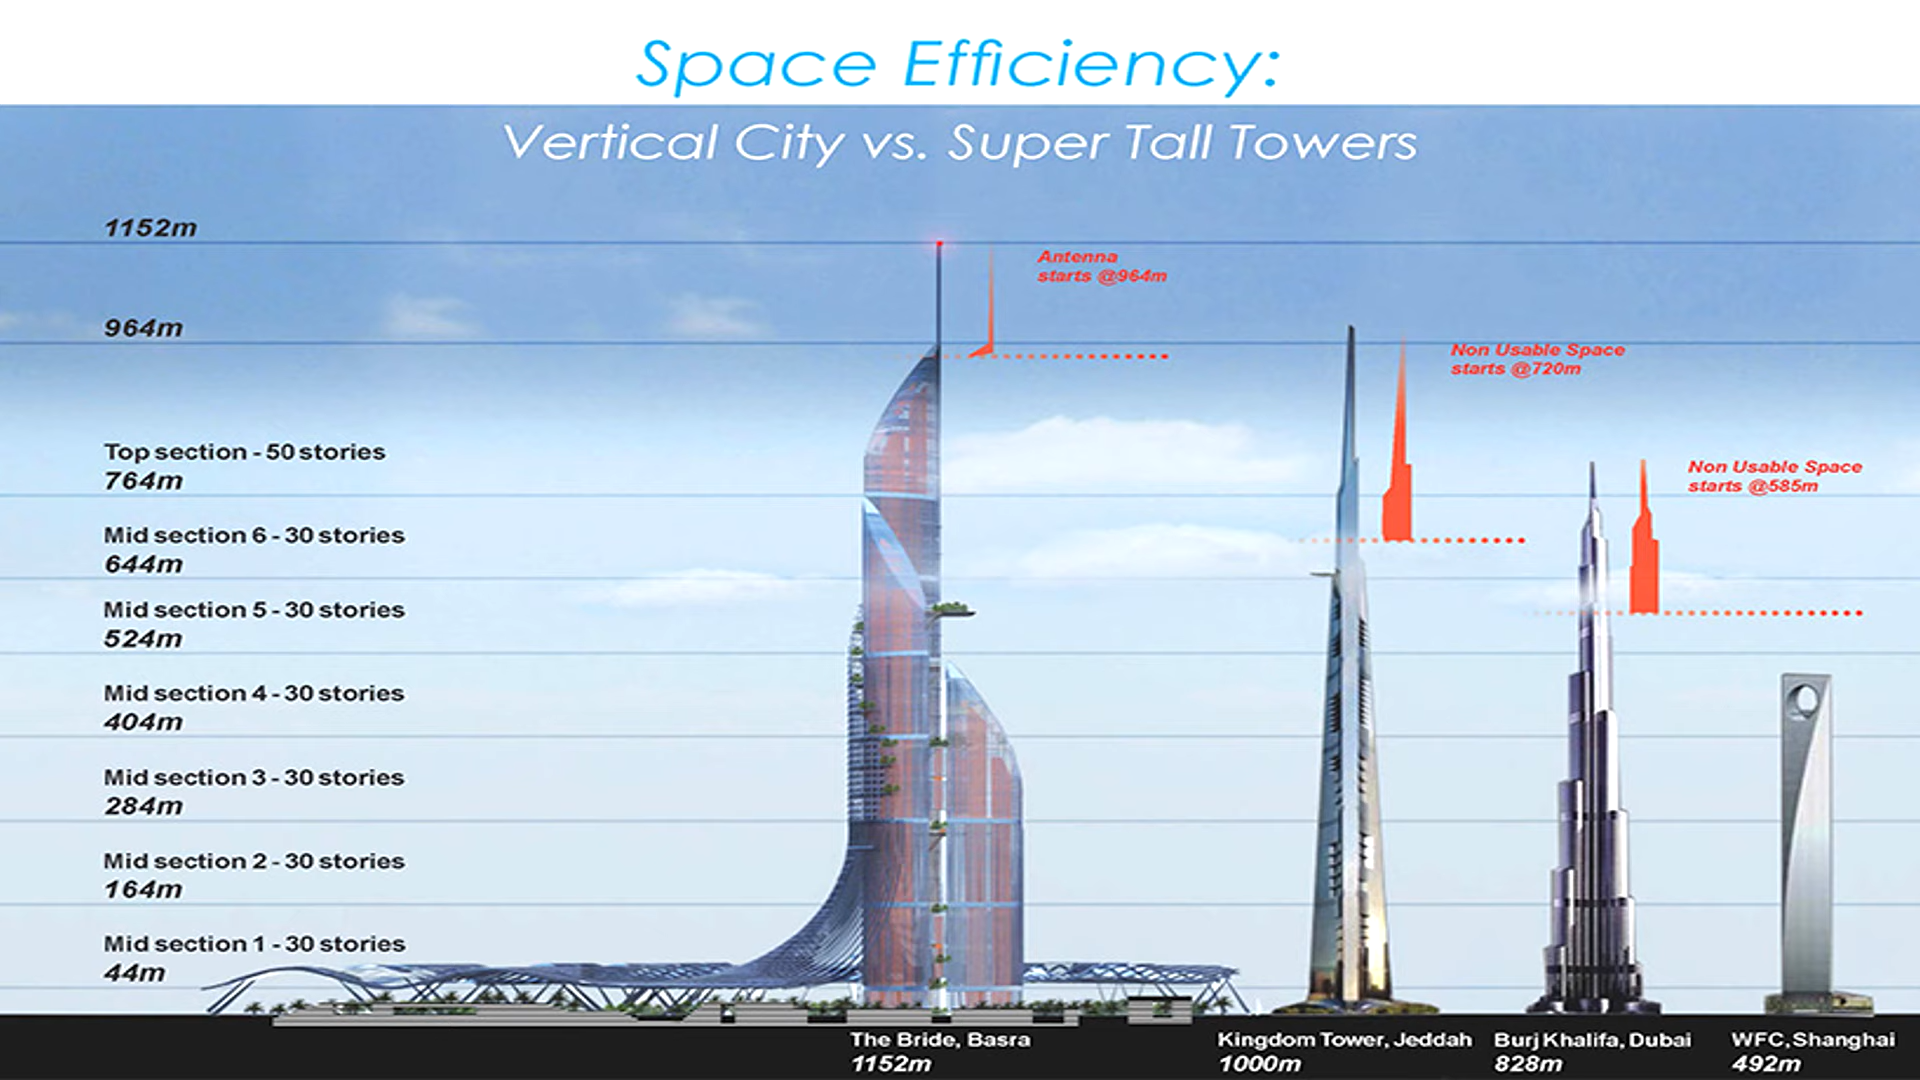 Space Efficiency:
Vertical City vs. Super Tall Towers
1152m
Antenna
starts @964m
964m
Non Usable Space
starts @720m
Top section - 50 stories
764m
Non Usable Space
starts @585m
Mid section 6 - 30 stories
644m
Mid section 5 - 30 stories
524m
Mid section 4 - 30 stories
404m
Mid section 3 - 30 stories
284m
Mid section 2 - 30 stories
164m
Mid section 1 - 30 stories
44m
The Bride, Basra
1152m
Kingdom Tower, Jeddah
1000m
Burj Khalifa, Dubai
828m
WFC, Shanghai
492m